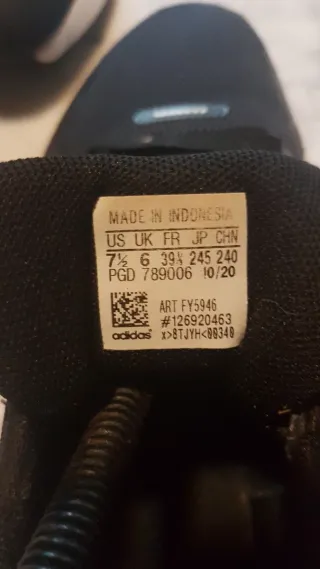 MADE IN INDONESIA
US UK FR JP CHN
7½ 6 39⅓ 245 240
PGD 789006 10/20
ART FY5946
#126920463
adidas® x>8TJYH<00340